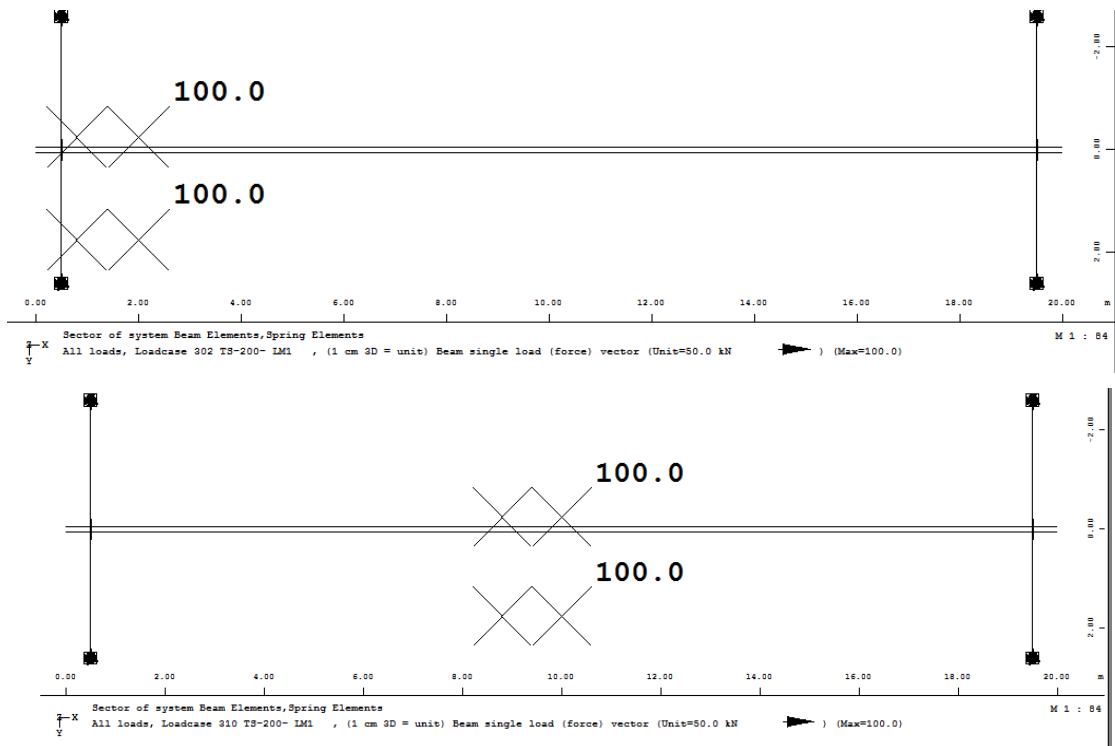 100.0
-2.00
0.00
100.0
2.00
0.00 2.00 4.00 6.00 8.00 10.00 12.00 14.00 16.00 18.00 20.00 m
Sector of system Beam Elements,Spring Elements M 1 : 84
Z X
All loads, Loadcase 302 TS-200- LM1 , (1 cm 3D = unit) Beam single load (force) vector (Unit=50.0 kN ) (Max=100.0)
Y
-2.00
100.0
0.00
100.0
2.00
0.00 2.00 4.00 6.00 8.00 10.00 12.00 14.00 16.00 18.00 20.00 m
Sector of system Beam Elements,Spring Elements M 1 : 84
Z X
All loads, Loadcase 310 TS-200- LM1 , (1 cm 3D = unit) Beam single load (force) vector (Unit=50.0 kN ) (Max=100.0)
Y